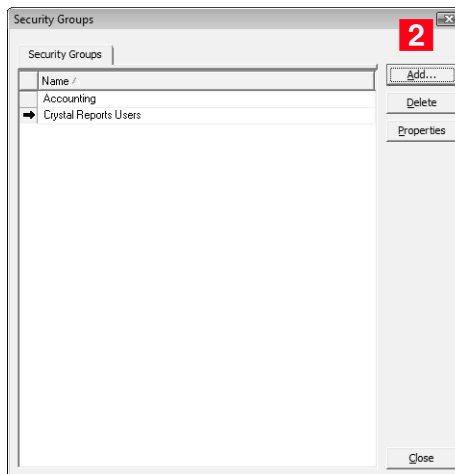 Security Groups
2
Security Groups
Add...
Name
Accounting
Delete
Crystal Reports Users
Properties
Close